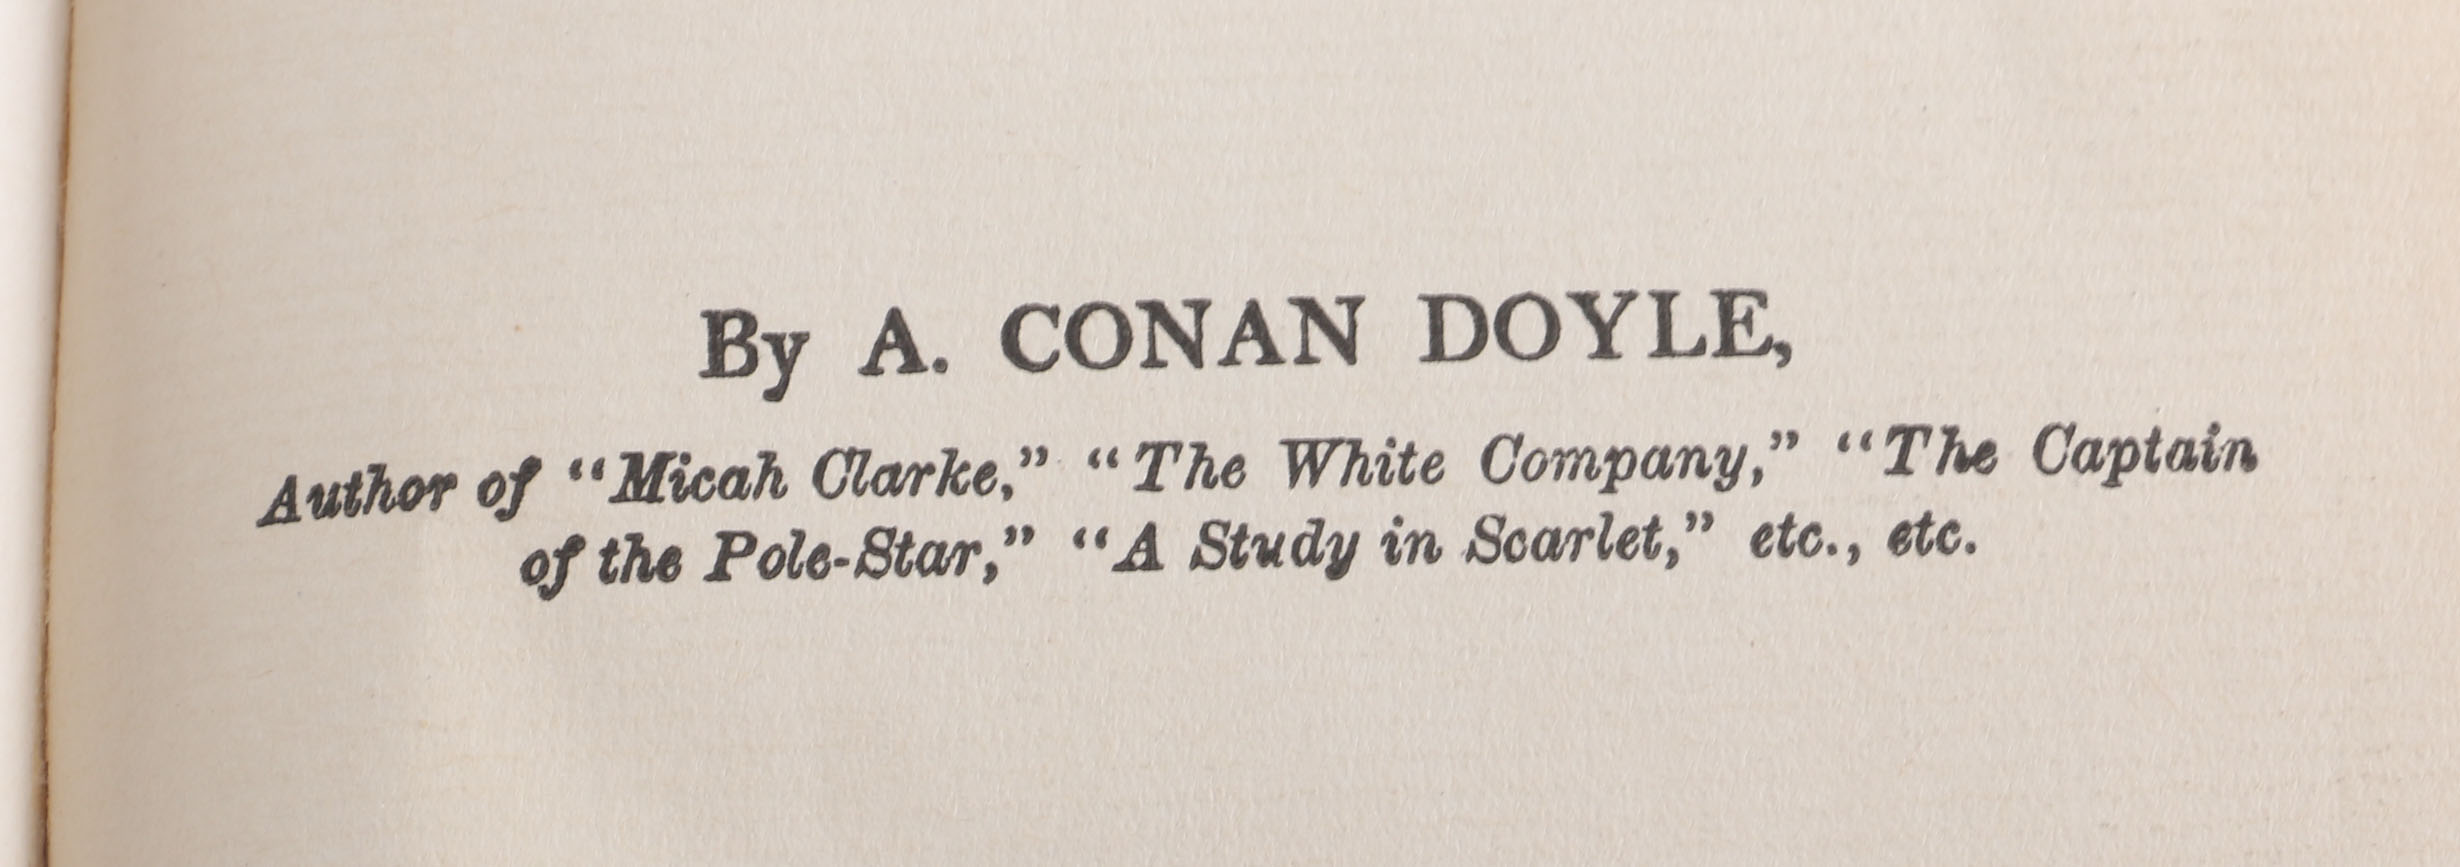 By A. CONAN DOYLE,
Author of “Micah Clarke,” “The White Company,” “The Captain
of the Pole-Star,” “A Study in Scarlet,” etc., etc.